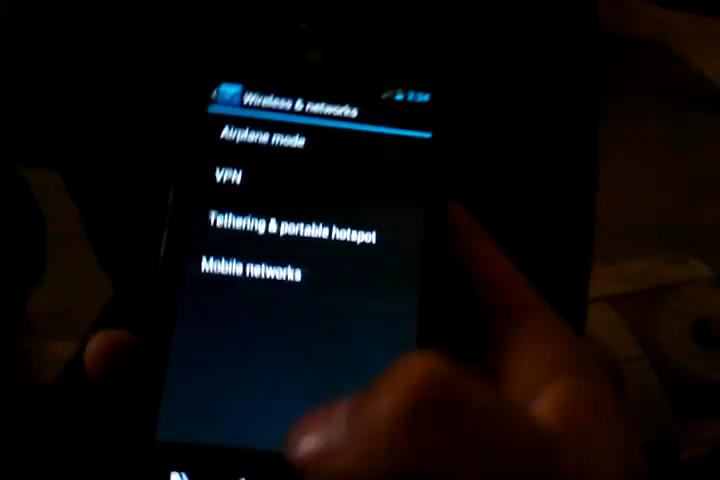 Wireless & networks
Airplane mode
VPN
Tethering & portable hotspot
Mobile networks